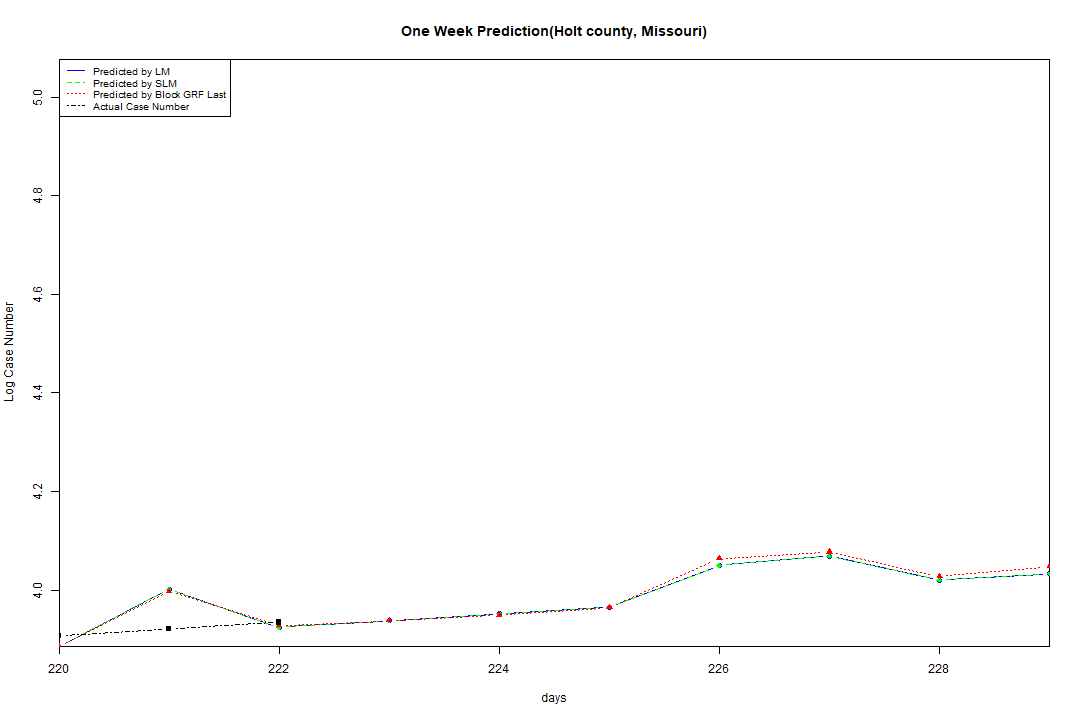 One Week Prediction(Holt county, Missouri)
Predicted by LM
Predicted by SLM
Predicted by Block GRF Last
Actual Case Number
5.0
4.8
4.6
4.4
4.2
4.0
Log Case Number
220
222
224
226
228
days